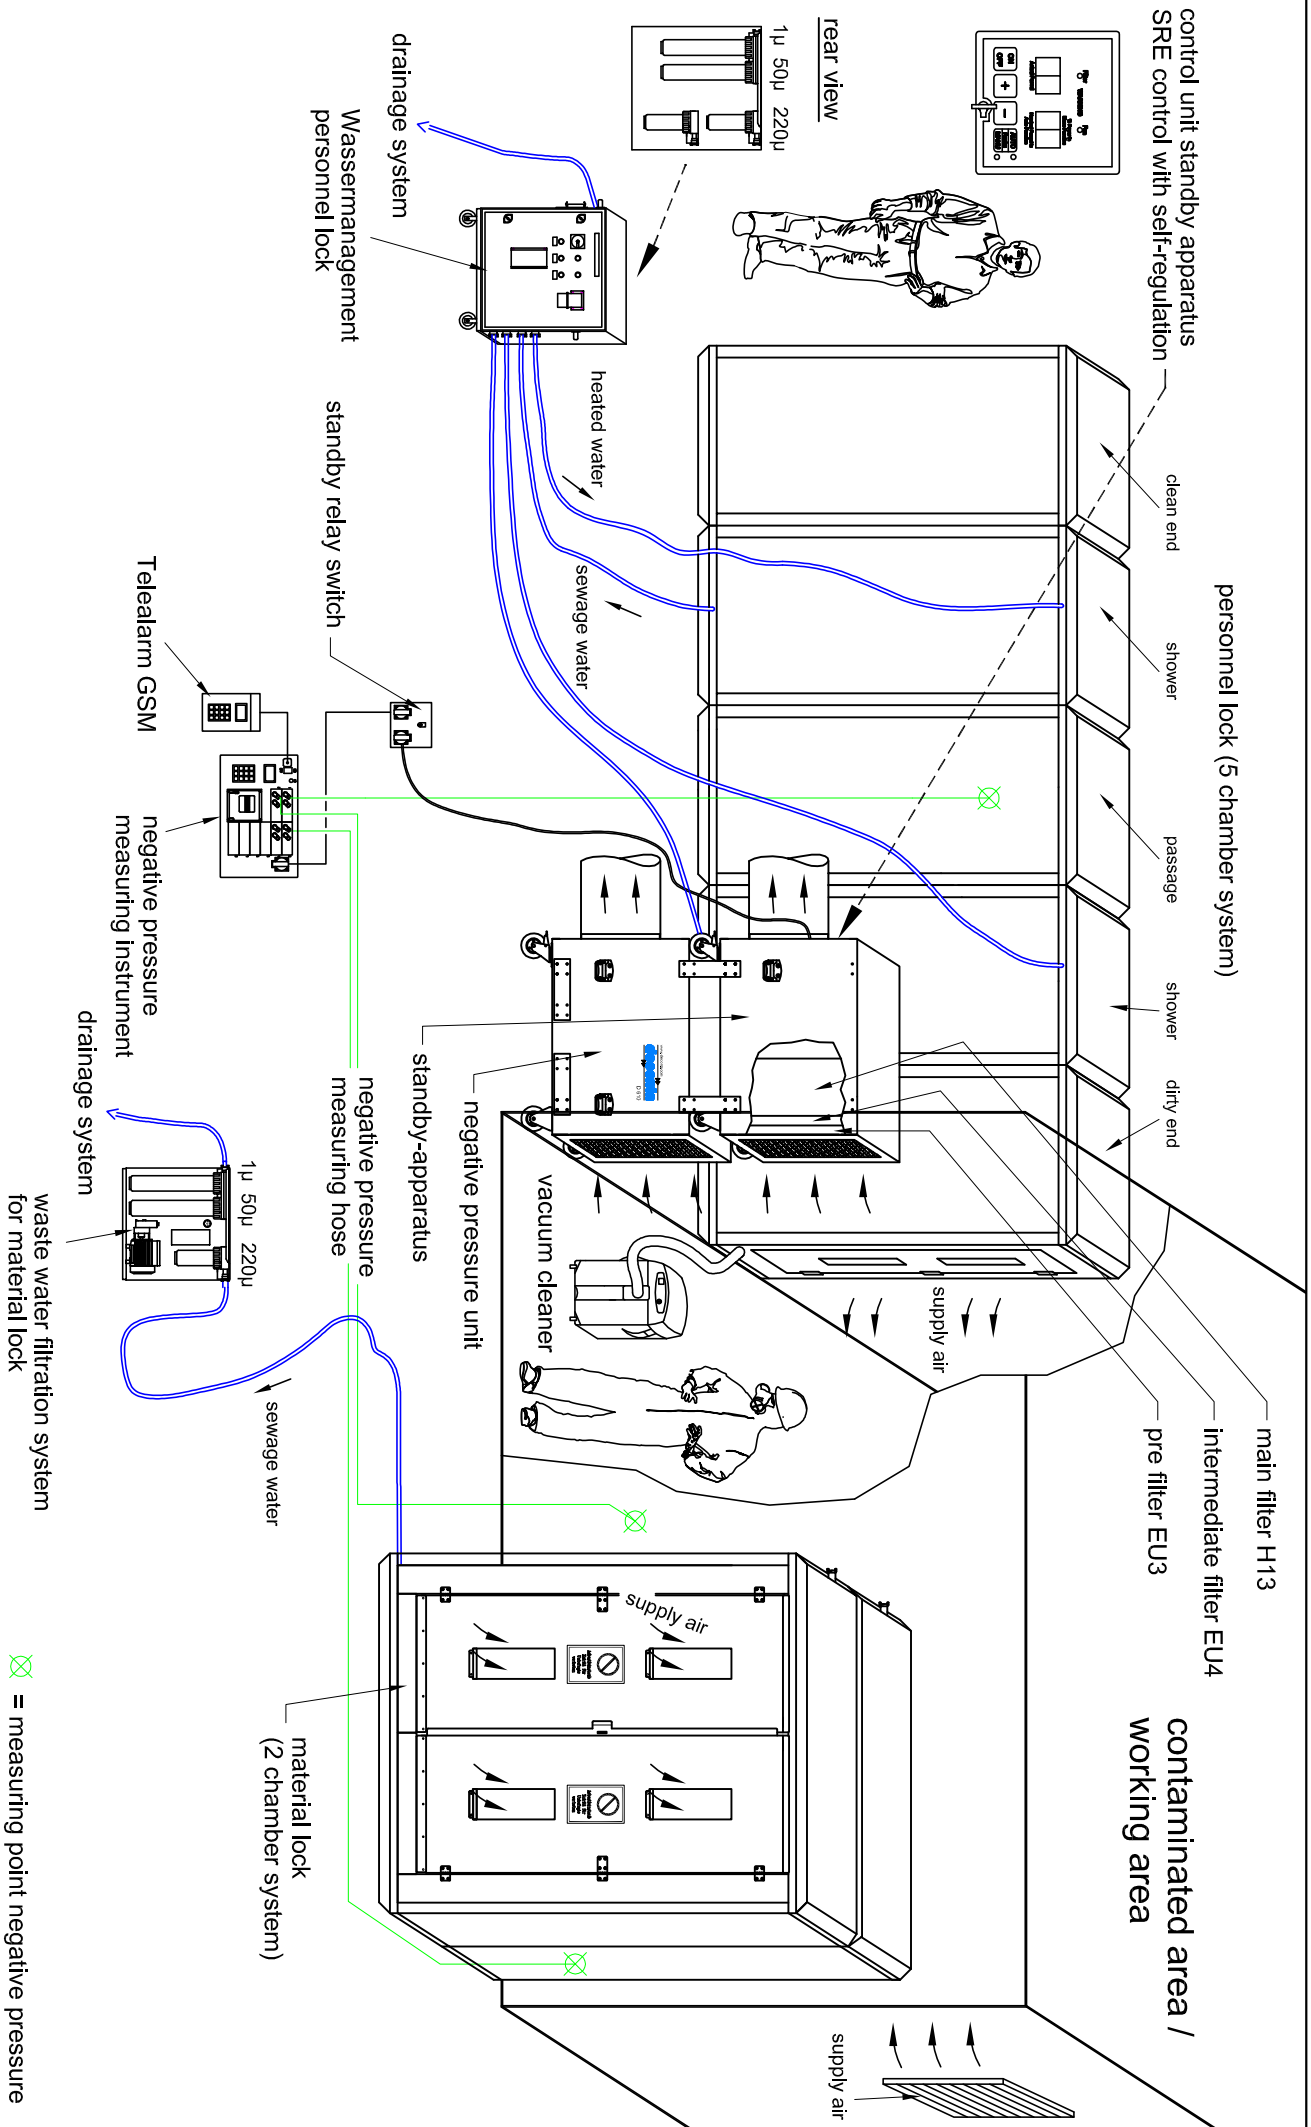 control unit standby apparatus
SRE control with self-regulation
ON
OFF
+
-
rear view
1µ 50µ 220µ
drainage system
Wassermanagement
personnel lock
heated water
sewage water
standby relay switch
Telealarm GSM
negative pressure
measuring instrument
personnel lock (5 chamber system)
clean end
shower
passage
shower
dirty end
main filter H13
intermediate filter EU4
pre filter EU3
supply air
vacuum cleaner
negative pressure unit
standby-apparatus
negative pressure
measuring hose
drainage system
1µ 50µ 220µ
waste water filtration system
for material lock
sewage water
contaminated area /
working area
supply air
supply air
material lock
(2 chamber system)
= measuring point negative pressure